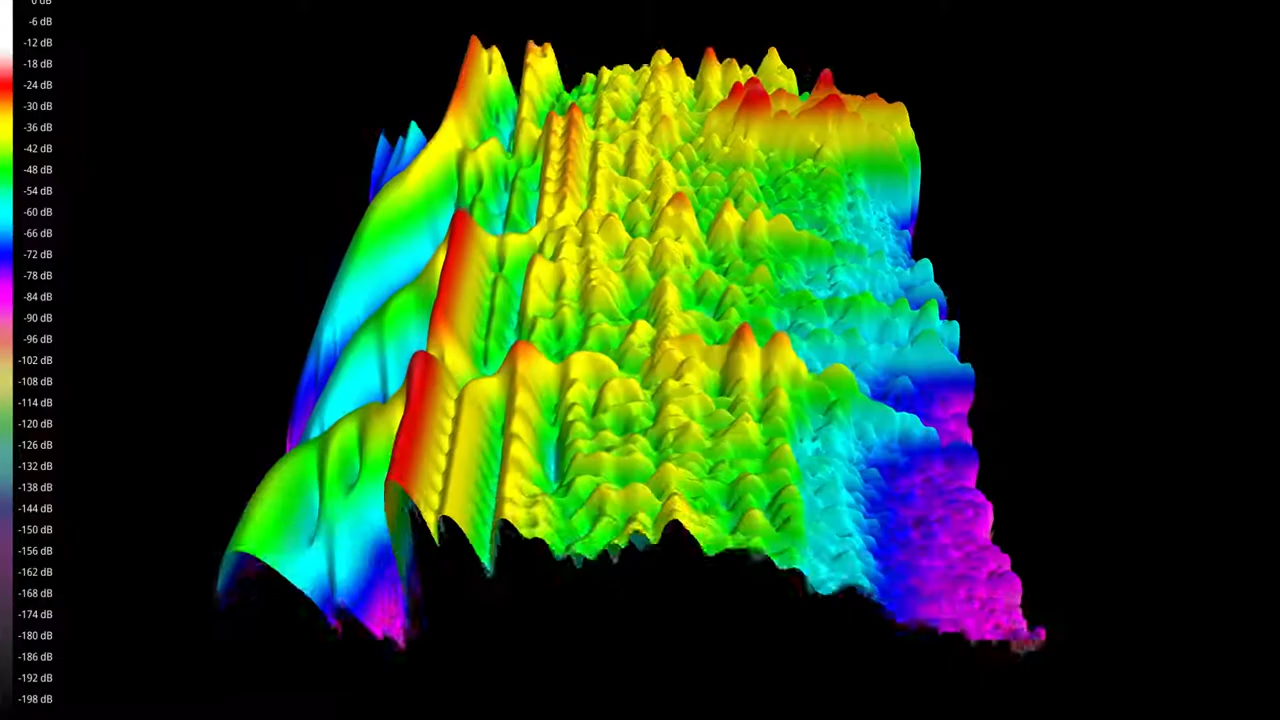 0 dB
-6 dB
-12 dB
-18 dB
-24 dB
-30 dB
-36 dB
-42 dB
-48 dB
-54 dB
-60 dB
-66 dB
-72 dB
-78 dB
-84 dB
-90 dB
-96 dB
-102 dB
-108 dB
-114 dB
-120 dB
-126 dB
-132 dB
-138 dB
-144 dB
-150 dB
-156 dB
-162 dB
-168 dB
-174 dB
-180 dB
-186 dB
-192 dB
-198 dB